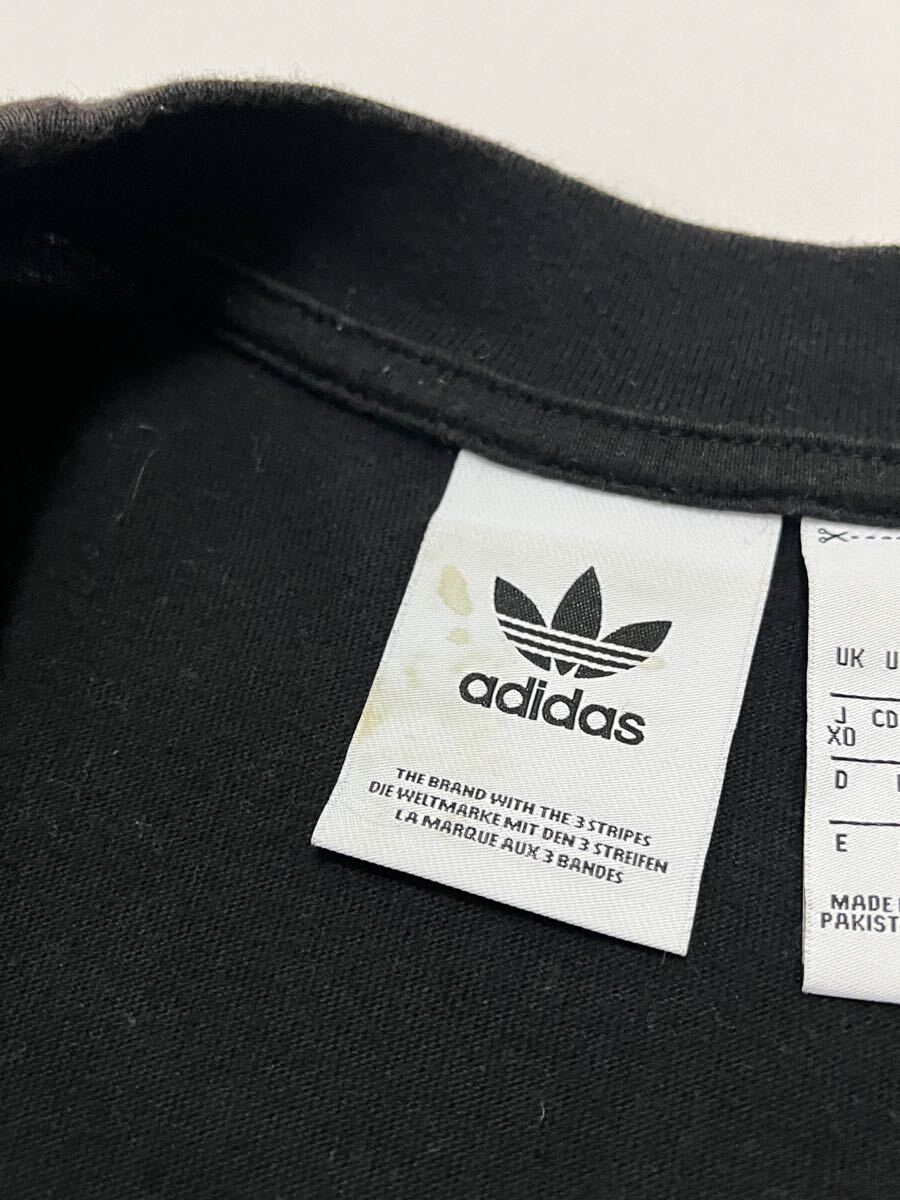 adidas
THE BRAND WITH THE 3 STRIPES
DIE WELTMARKE MIT DEN 3 STREIFEN
LA MARQUE AUX 3 BANDES
UK
J CD
XO
D
E
MADE
PAKIST